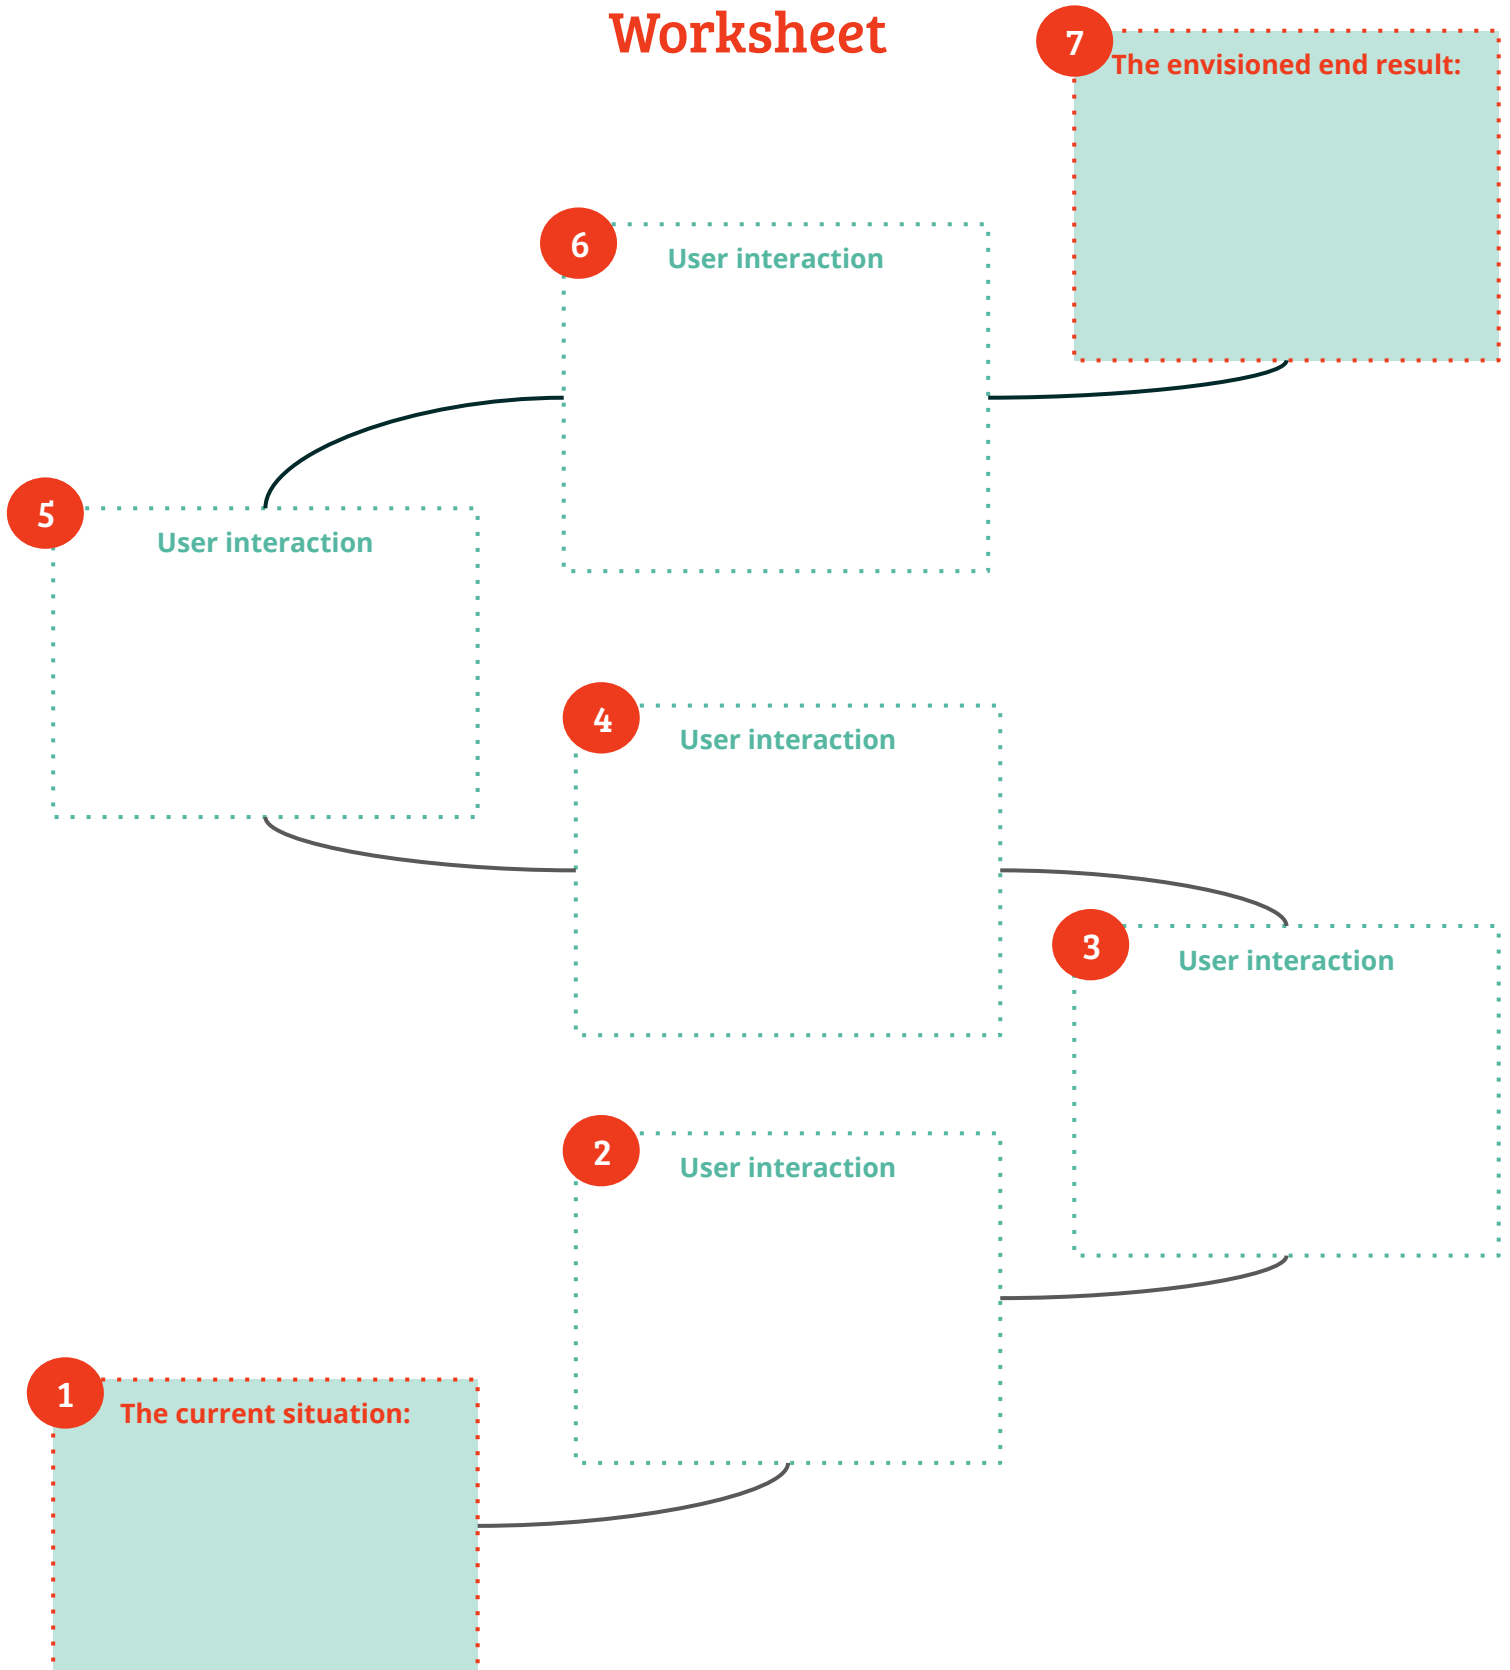 Worksheet
7
The envisioned end result:
6
User interaction
5
User interaction
4
User interaction
3
User interaction
2
User interaction
1
The current situation: